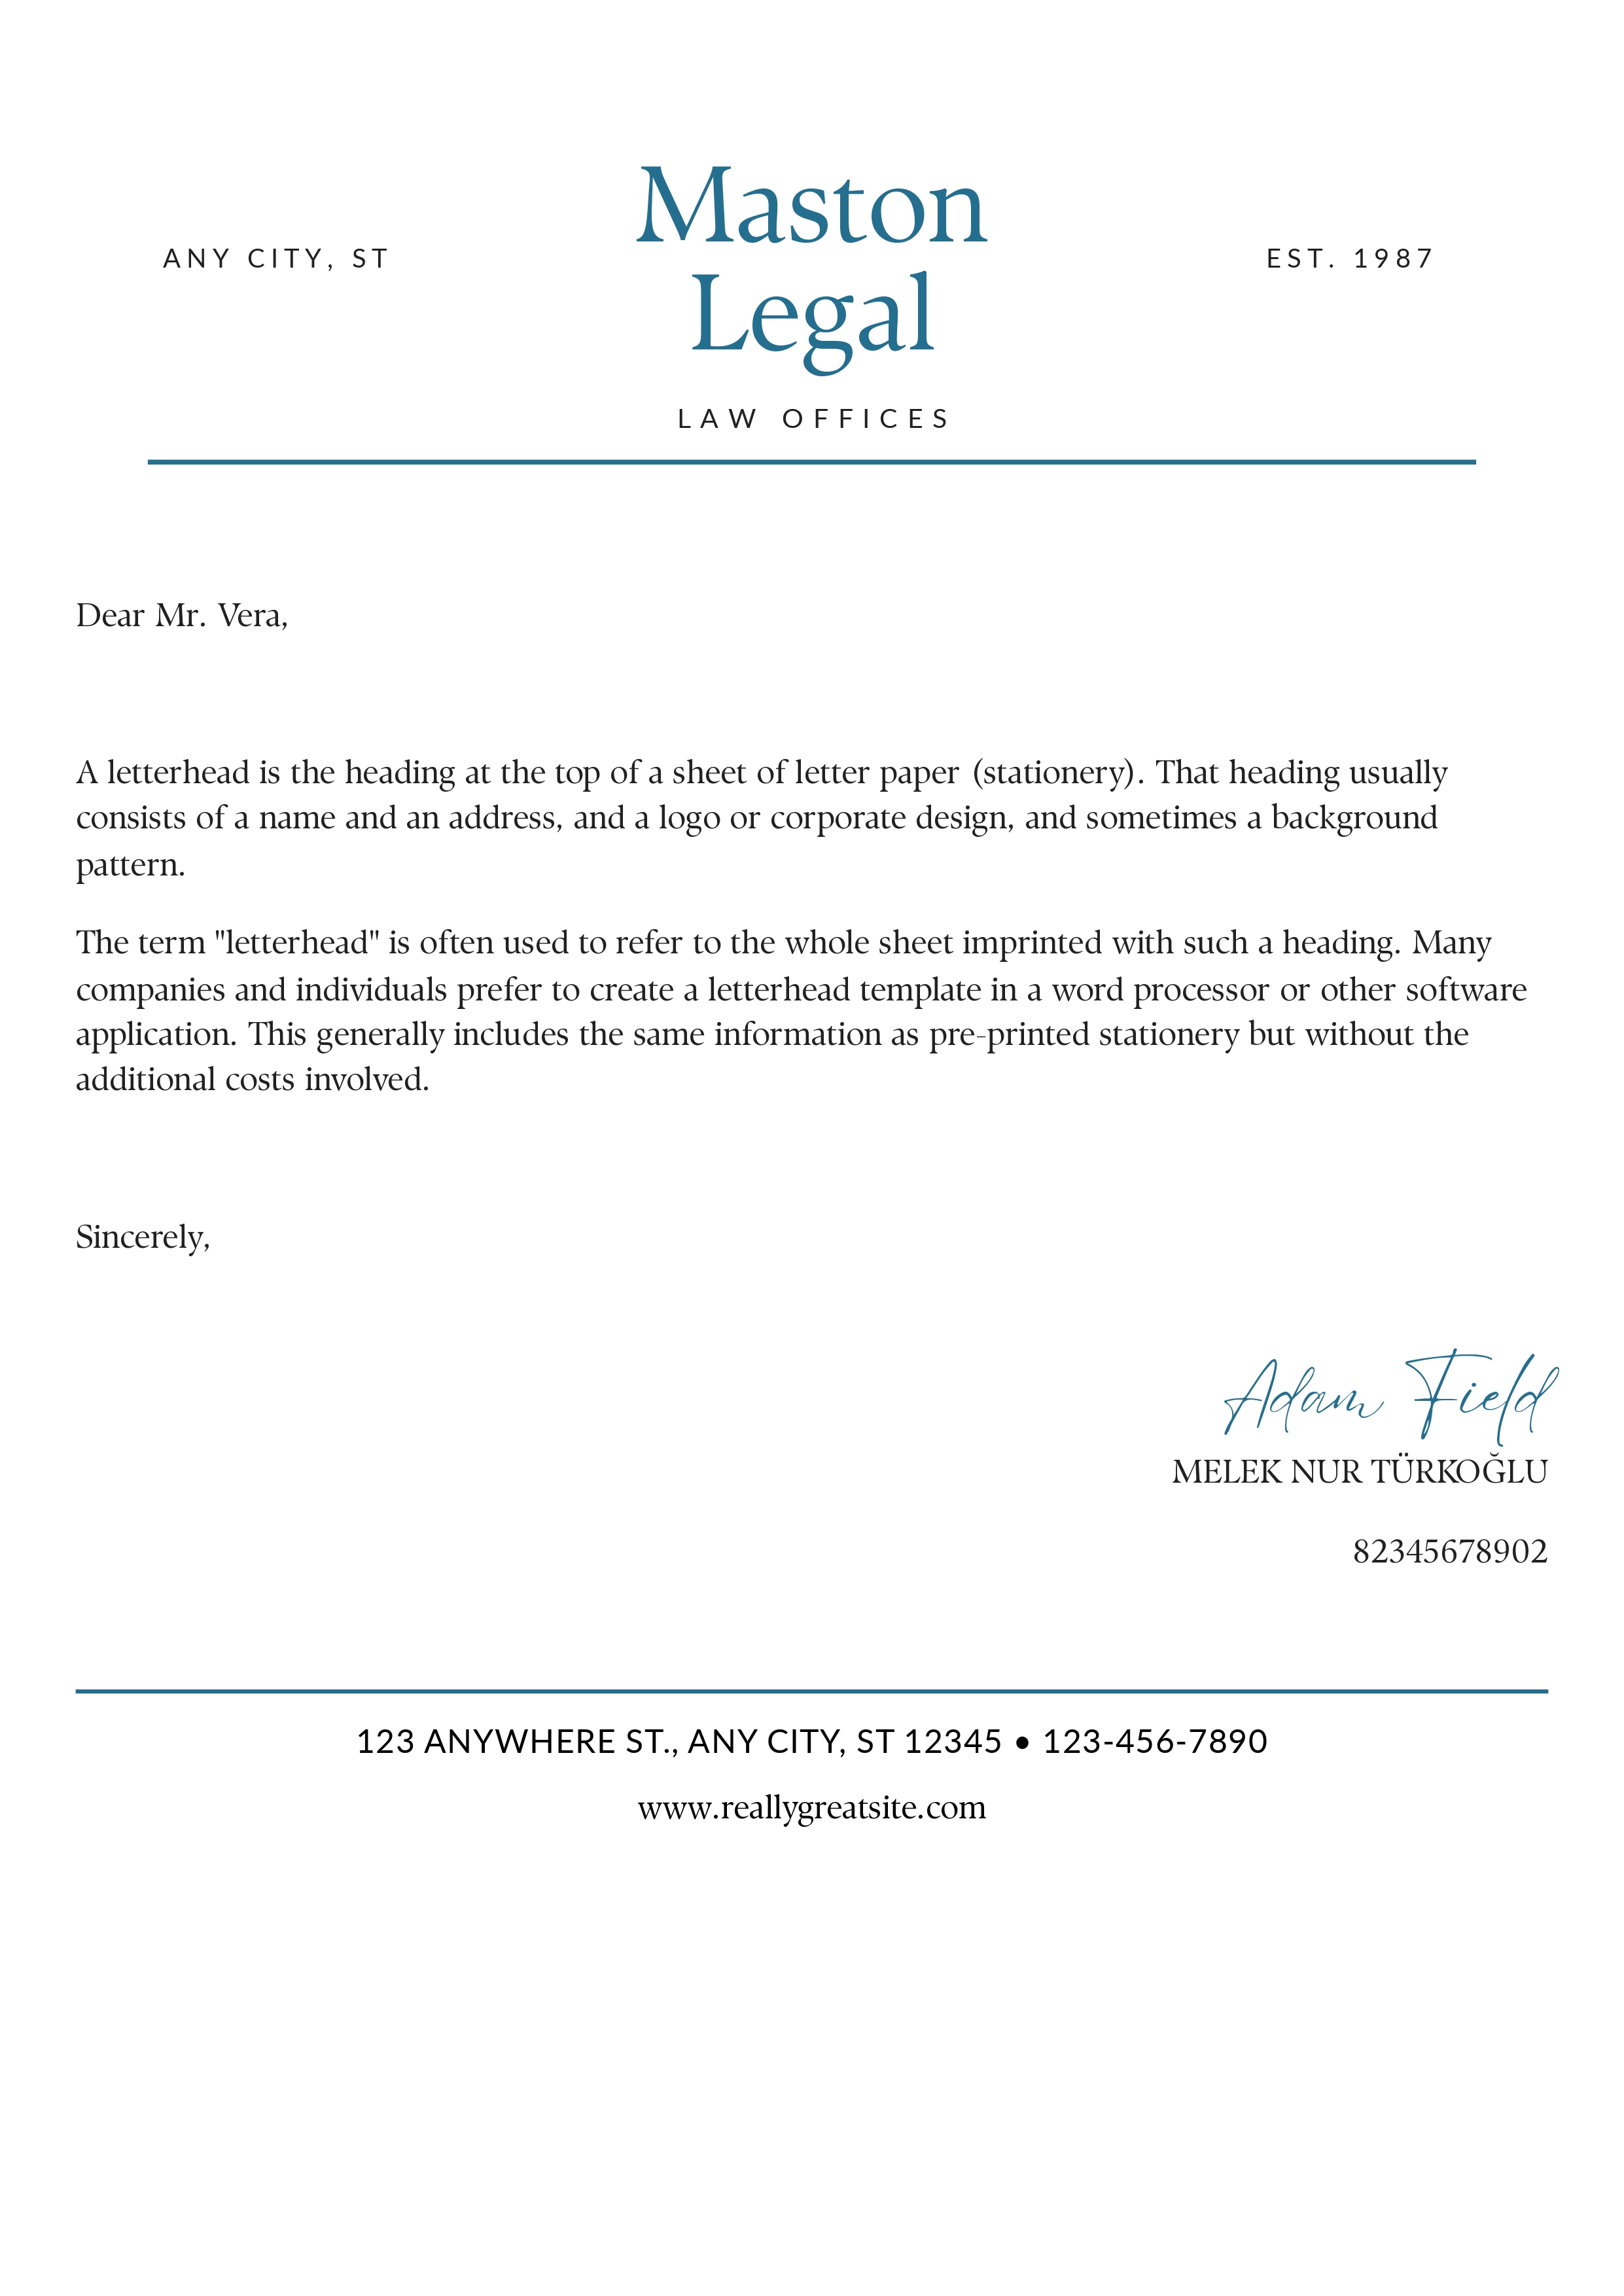 Maston
Legal
ANY CITY, ST
EST. 1987
LAW OFFICES
Dear Mr. Vera,
A letterhead is the heading at the top of a sheet of letter paper (stationery). That heading usually
consists of a name and an address, and a logo or corporate design, and sometimes a background
pattern.
The term "letterhead" is often used to refer to the whole sheet imprinted with such a heading. Many
companies and individuals prefer to create a letterhead template in a word processor or other software
application. This generally includes the same information as pre-printed stationery but without the
additional costs involved.
Sincerely,
Adam Field
MELEK NUR TÜRKOĞLU
82345678902
123 ANYWHERE ST., ANY CITY, ST 12345 • 123-456-7890
www.reallygreatsite.com